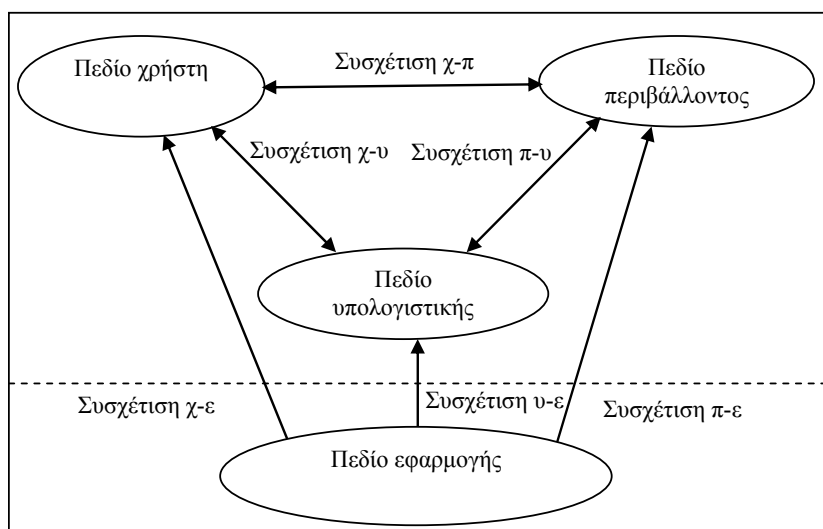 Πεδίο χρήστη
Συσχέτιση χ-π
Πεδίο
περιβάλλοντος
Συσχέτιση χ-υ
Συσχέτιση π-υ
Πεδίο
υπολογιστικής
Συσχέτιση χ-ε
Συσχέτιση υ-ε
Συσχέτιση π-ε
Πεδίο εφαρμογής